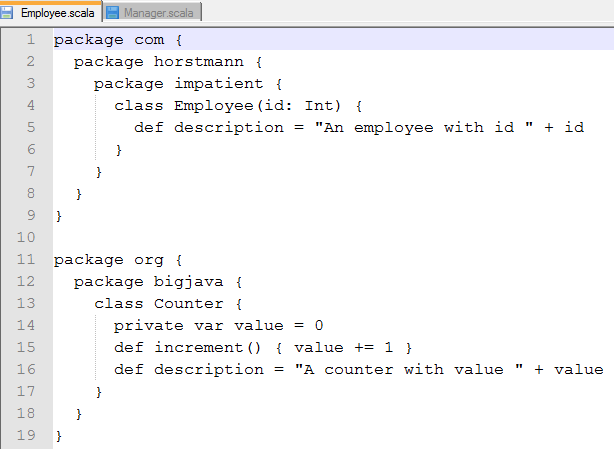 Employee.scala Manager.scala
1 package com {
2   package horstmann {
3     package impatient {
4       class Employee(id: Int) {
5         def description = "An employee with id " + id
6       }
7     }
8   }
9 }
10
11 package org {
12   package bigjava {
13     class Counter {
14       private var value = 0
15       def increment() { value += 1 }
16       def description = "A counter with value " + value
17     }
18   }
19 }